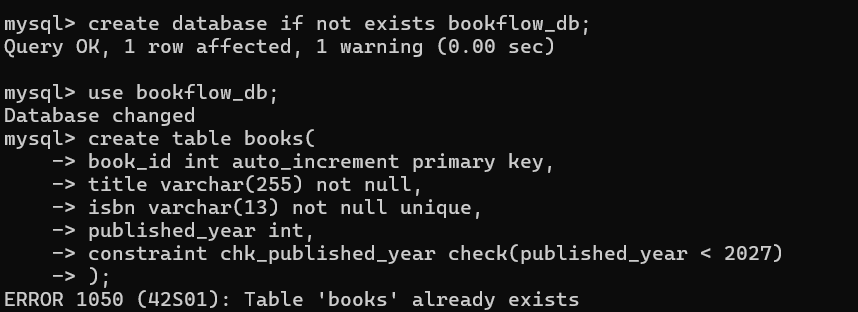 mysql> create database if not exists bookflow_db;
Query OK, 1 row affected, 1 warning (0.00 sec)

mysql> use bookflow_db;
Database changed
mysql> create table books(
    -> book_id int auto_increment primary key,
    -> title varchar(255) not null,
    -> isbn varchar(13) not null unique,
    -> published_year int,
    -> constraint chk_published_year check(published_year < 2027)
    -> );
ERROR 1050 (42S01): Table 'books' already exists